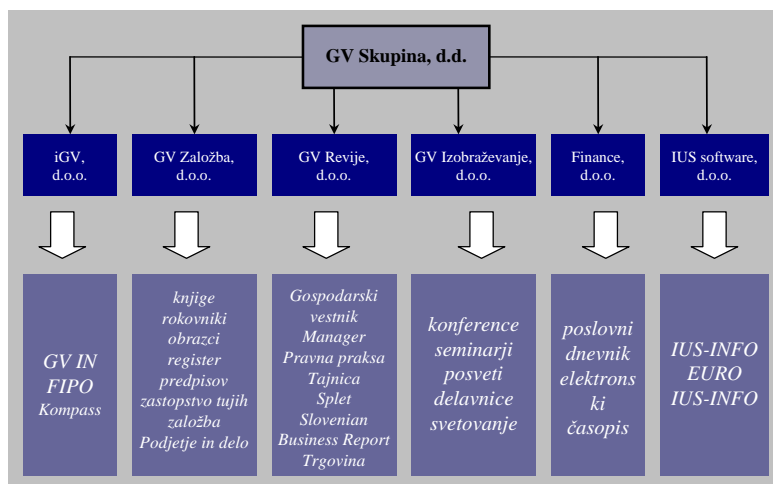 GV Skupina, d.d.
iGV,
d.o.o.
GV Založba,
d.o.o.
GV Revije,
d.o.o.
GV Izobraževanje,
d.o.o.
Finance,
d.o.o.
IUS software,
d.o.o.
GV IN
FIPO
Kompass
knjige
rokovniki
obrazci
register
predpisov
zastopstvo tujih
založba
Podjetje in delo
Gospodarski
vestnik
Manager
Pravna praksa
Tajnica
Splet
Slovenian
Business Report
Trgovina
konference
seminarji
posveti
delavnice
svetovanje
poslovni
dnevnik
elektrons
ki
časopis
IUS-INFO
EURO
IUS-INFO